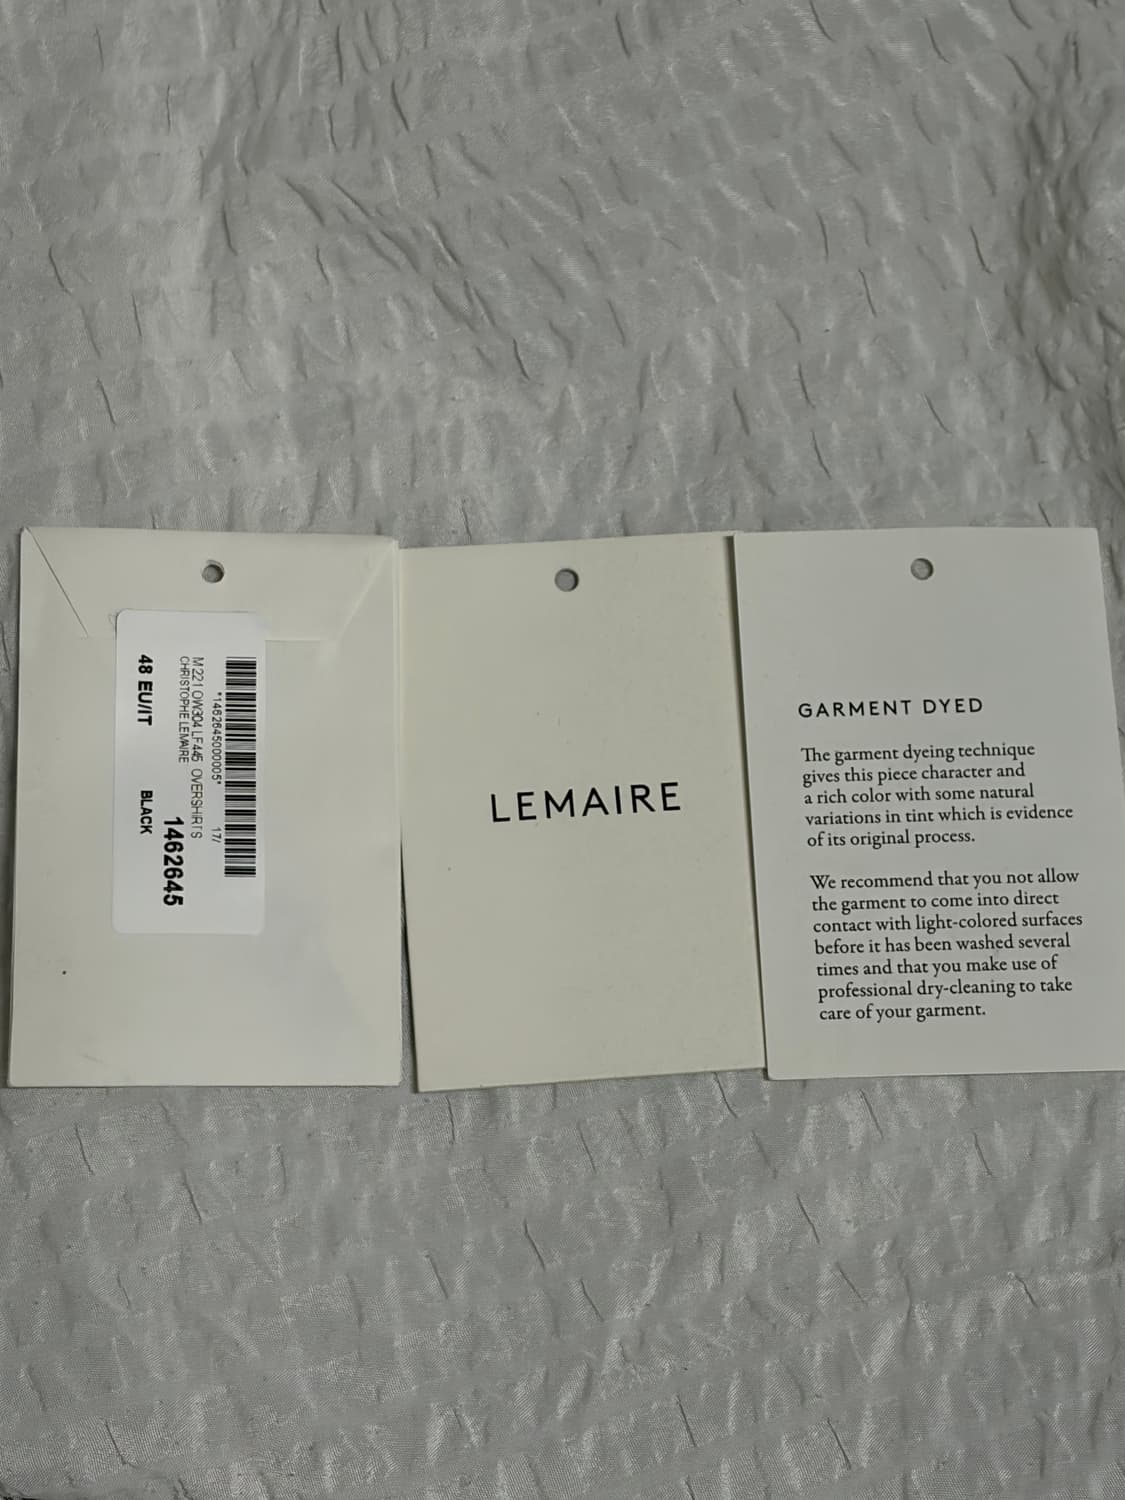 *1462645000005*
17/
M 221 OW304 LF445 OVERSHIRTS
CHRISTOPHE LEMAIRE
1462645
48 EU/IT
BLACK
LEMAIRE
GARMENT DYED
The garment dyeing technique
gives this piece character and
a rich color with some natural
variations in tint which is evidence
of its original process.
We recommend that you not allow
the garment to come into direct
contact with light-colored surfaces
before it has been washed several
times and that you make use of
professional dry-cleaning to take
care of your garment.